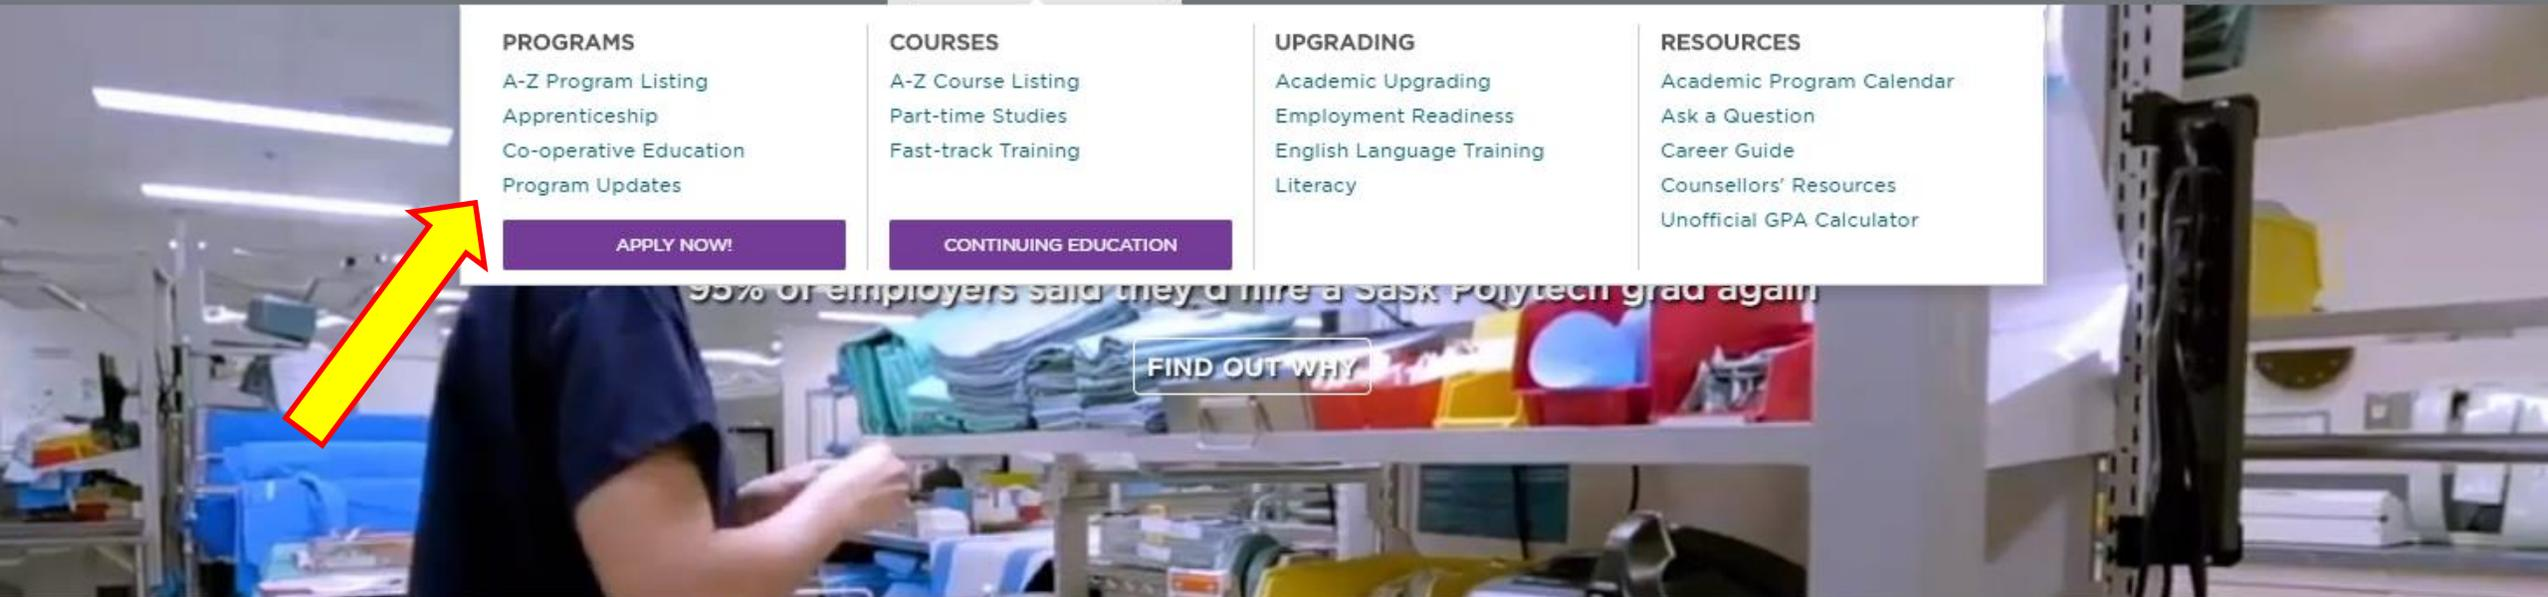 PROGRAMS
A-Z Program Listing
Apprenticeship
Co-operative Education
Program Updates
APPLY NOW!
COURSES
A-Z Course Listing
Part-time Studies
Fast-track Training
CONTINUING EDUCATION
UPGRADING
Academic Upgrading
Employment Readiness
English Language Training
Literacy
RESOURCES
Academic Program Calendar
Ask a Question
Career Guide
Counsellors' Resources
Unofficial GPA Calculator
95% of employers said they'd hire a Sask Polytech grad again
FIND OUT WHY